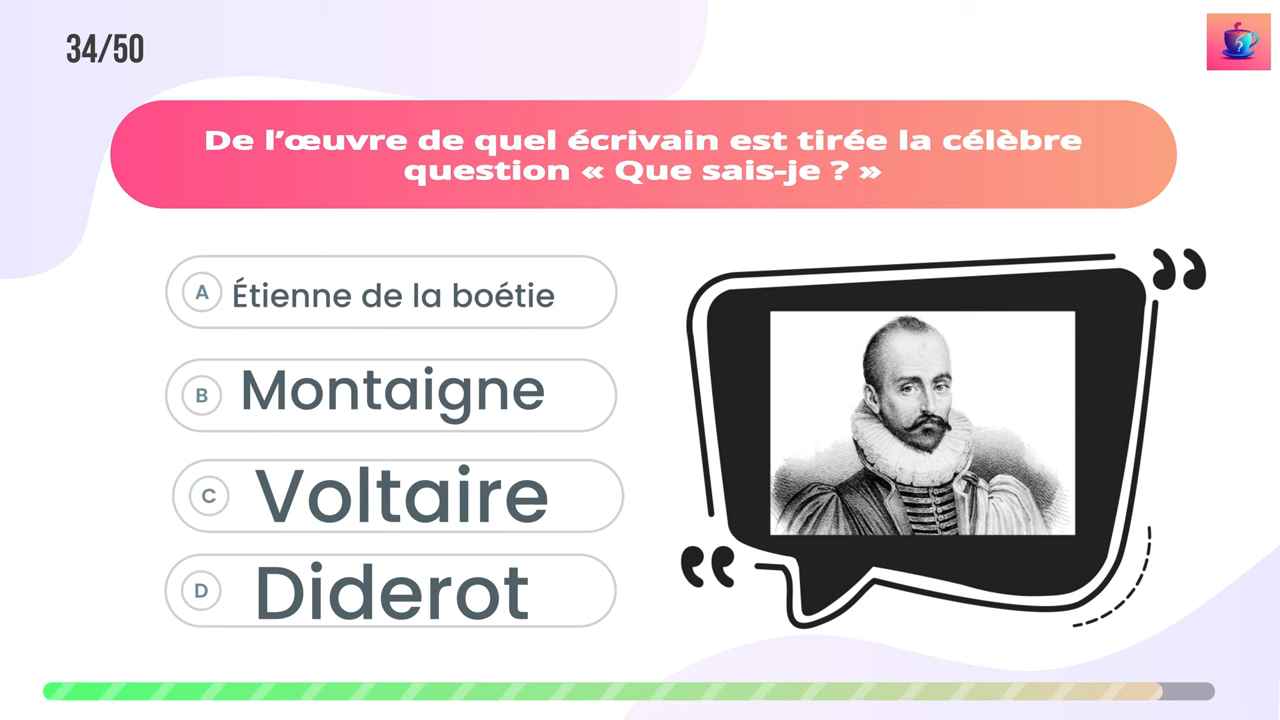 34/50
De l’œuvre de quel écrivain est tirée la célèbre
question « Que sais-je ? »
A Étienne de la boétie
B Montaigne
C Voltaire
D Diderot